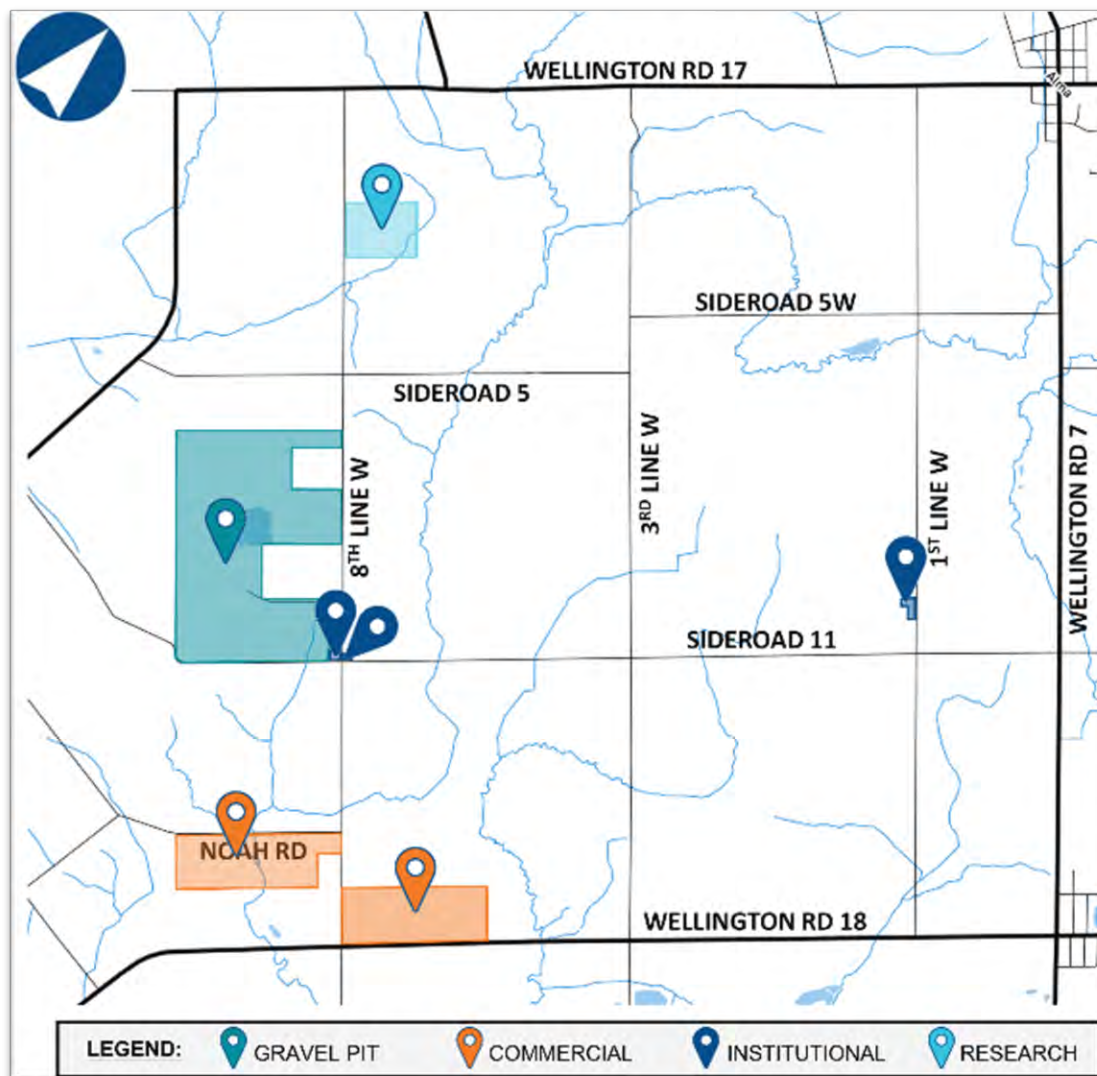 WELLINGTON RD 17
Alma
SIDEROAD 5W
SIDEROAD 5
8TH LINE W
3RD LINE W
1ST LINE W
WELLINGTON RD 7
SIDEROAD 11
NOAH RD
WELLINGTON RD 18
LEGEND: GRAVEL PIT COMMERCIAL INSTITUTIONAL RESEARCH